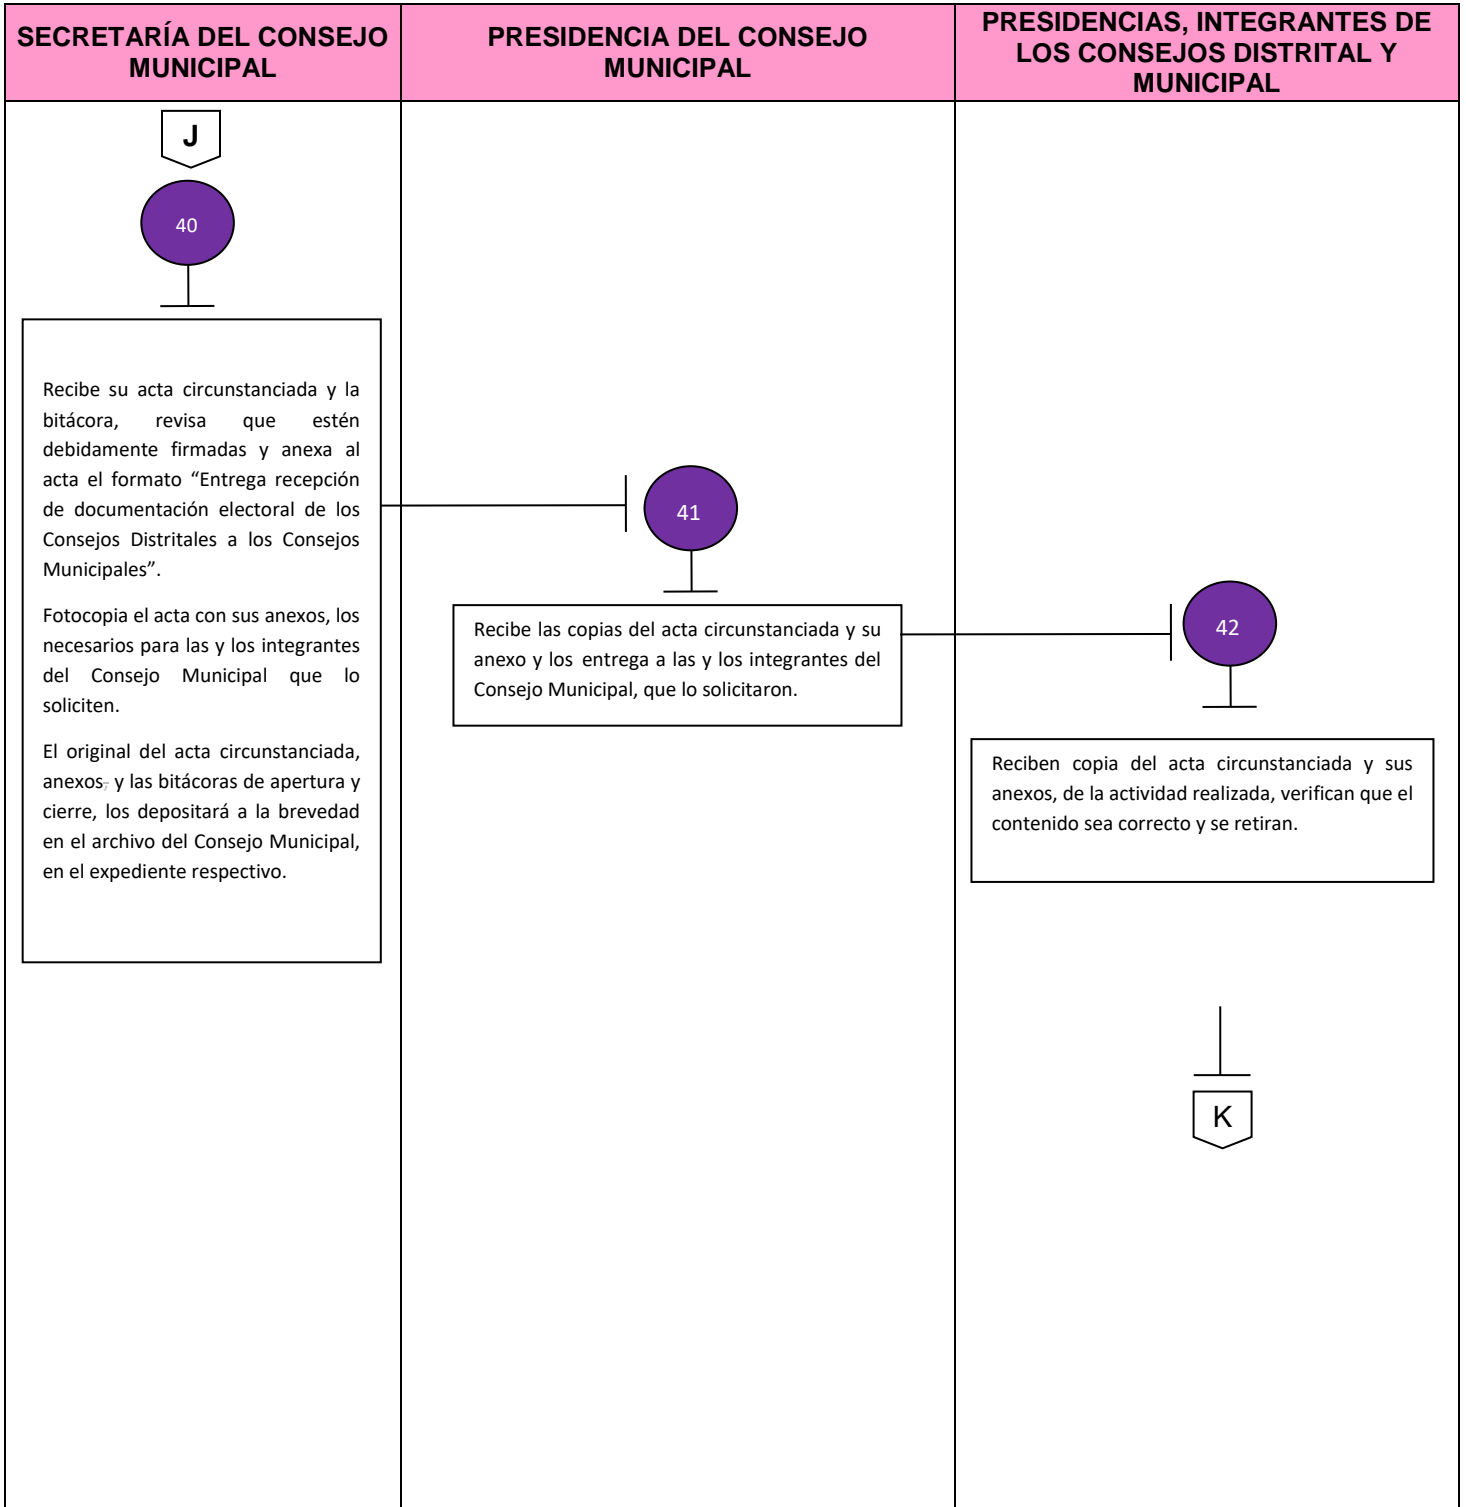 SECRETARÍA DEL CONSEJO
MUNICIPAL
PRESIDENCIA DEL CONSEJO
MUNICIPAL
PRESIDENCIAS, INTEGRANTES DE
LOS CONSEJOS DISTRITAL Y
MUNICIPAL
J
40
Recibe su acta circunstanciada y la
bitácora, revisa que estén
debidamente firmadas y anexa al
acta el formato “Entrega recepción
de documentación electoral de los
Consejos Distritales a los Consejos
Municipales”.
Fotocopia el acta con sus anexos, los
necesarios para las y los integrantes
del Consejo Municipal que lo
soliciten.
El original del acta circunstanciada,
anexos, y las bitácoras de apertura y
cierre, los depositará a la brevedad
en el archivo del Consejo Municipal,
en el expediente respectivo.
41
Recibe las copias del acta circunstanciada y su
anexo y los entrega a las y los integrantes del
Consejo Municipal, que lo solicitaron.
42
Reciben copia del acta circunstanciada y sus
anexos, de la actividad realizada, verifican que el
contenido sea correcto y se retiran.
K